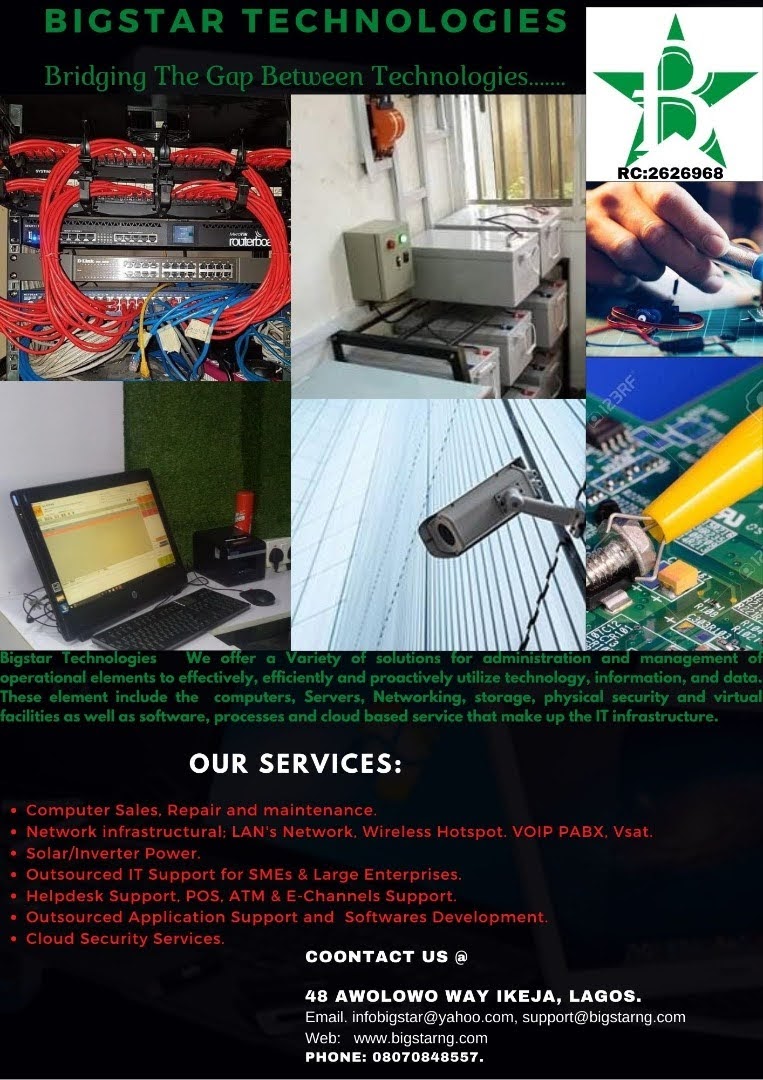 BIGSTAR TECHNOLOGIES
Bridging The Gap Between Technologies.......
RC:2626968
routerboa
D-Link
123RF
Bigstar Technologies We offer a Variety of solutions for administration and management of
operational elements to effectively, efficiently and proactively utilize technology, information, and data.
These element include the computers, Servers, Networking, storage, physical security and virtual
facilities as well as software, processes and cloud based service that make up the IT infrastructure.
OUR SERVICES:
• Computer Sales, Repair and maintenance.
• Network infrastructural; LAN's Network, Wireless Hotspot. VOIP PABX, Vsat.
• Solar/Inverter Power.
• Outsourced IT Support for SMEs & Large Enterprises.
• Helpdesk Support, POS, ATM & E-Channels Support.
• Outsourced Application Support and Softwares Development.
• Cloud Security Services.
COONTACT US @
48 AWOLOWO WAY IKEJA, LAGOS.
Email. infobigstar@yahoo.com, support@bigstarng.com
Web: www.bigstarng.com
PHONE: 08070848557.